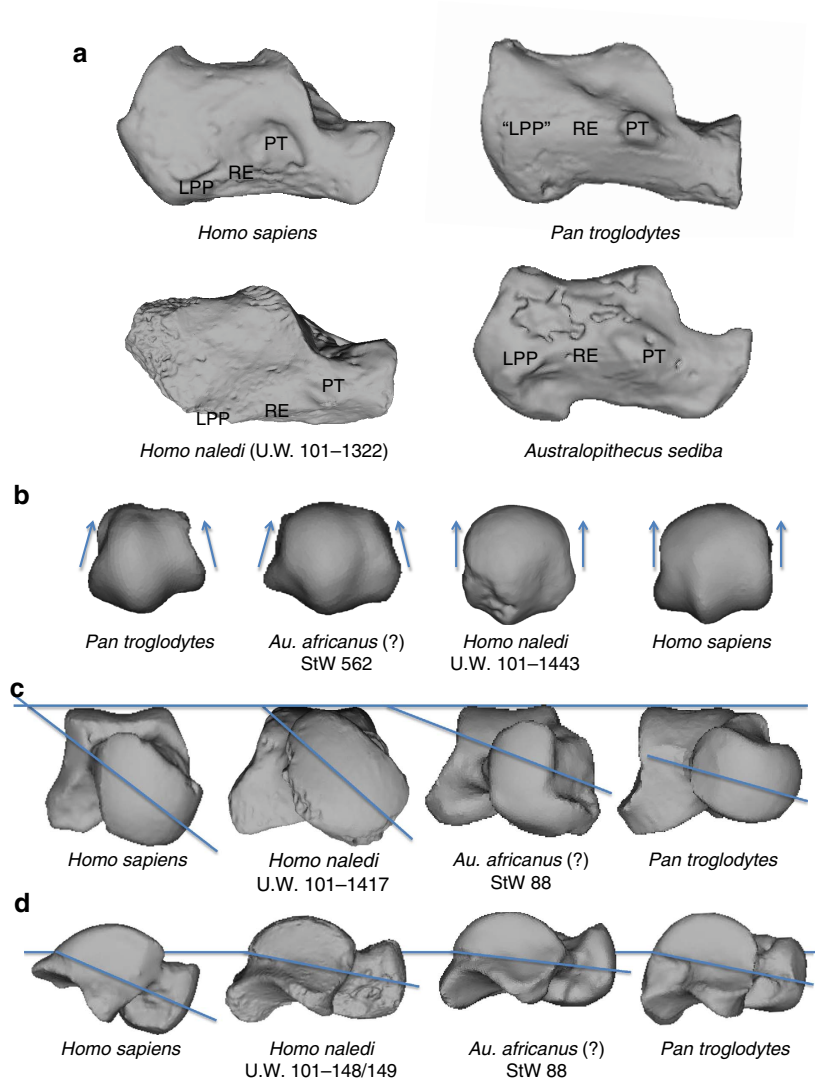 a
PT
RE
LPP
“LPP” RE PT
Homo sapiens
Pan troglodytes
PT
RE
LPP
LPP RE PT
Homo naledi (U.W. 101–1322)
Australopithecus sediba
b
Pan troglodytes
Au. africanus (?)
StW 562
Homo naledi
U.W. 101–1443
Homo sapiens
c
Homo sapiens
Homo naledi
U.W. 101–1417
Au. africanus (?)
StW 88
Pan troglodytes
d
Homo sapiens
Homo naledi
U.W. 101–148/149
Au. africanus (?)
StW 88
Pan troglodytes